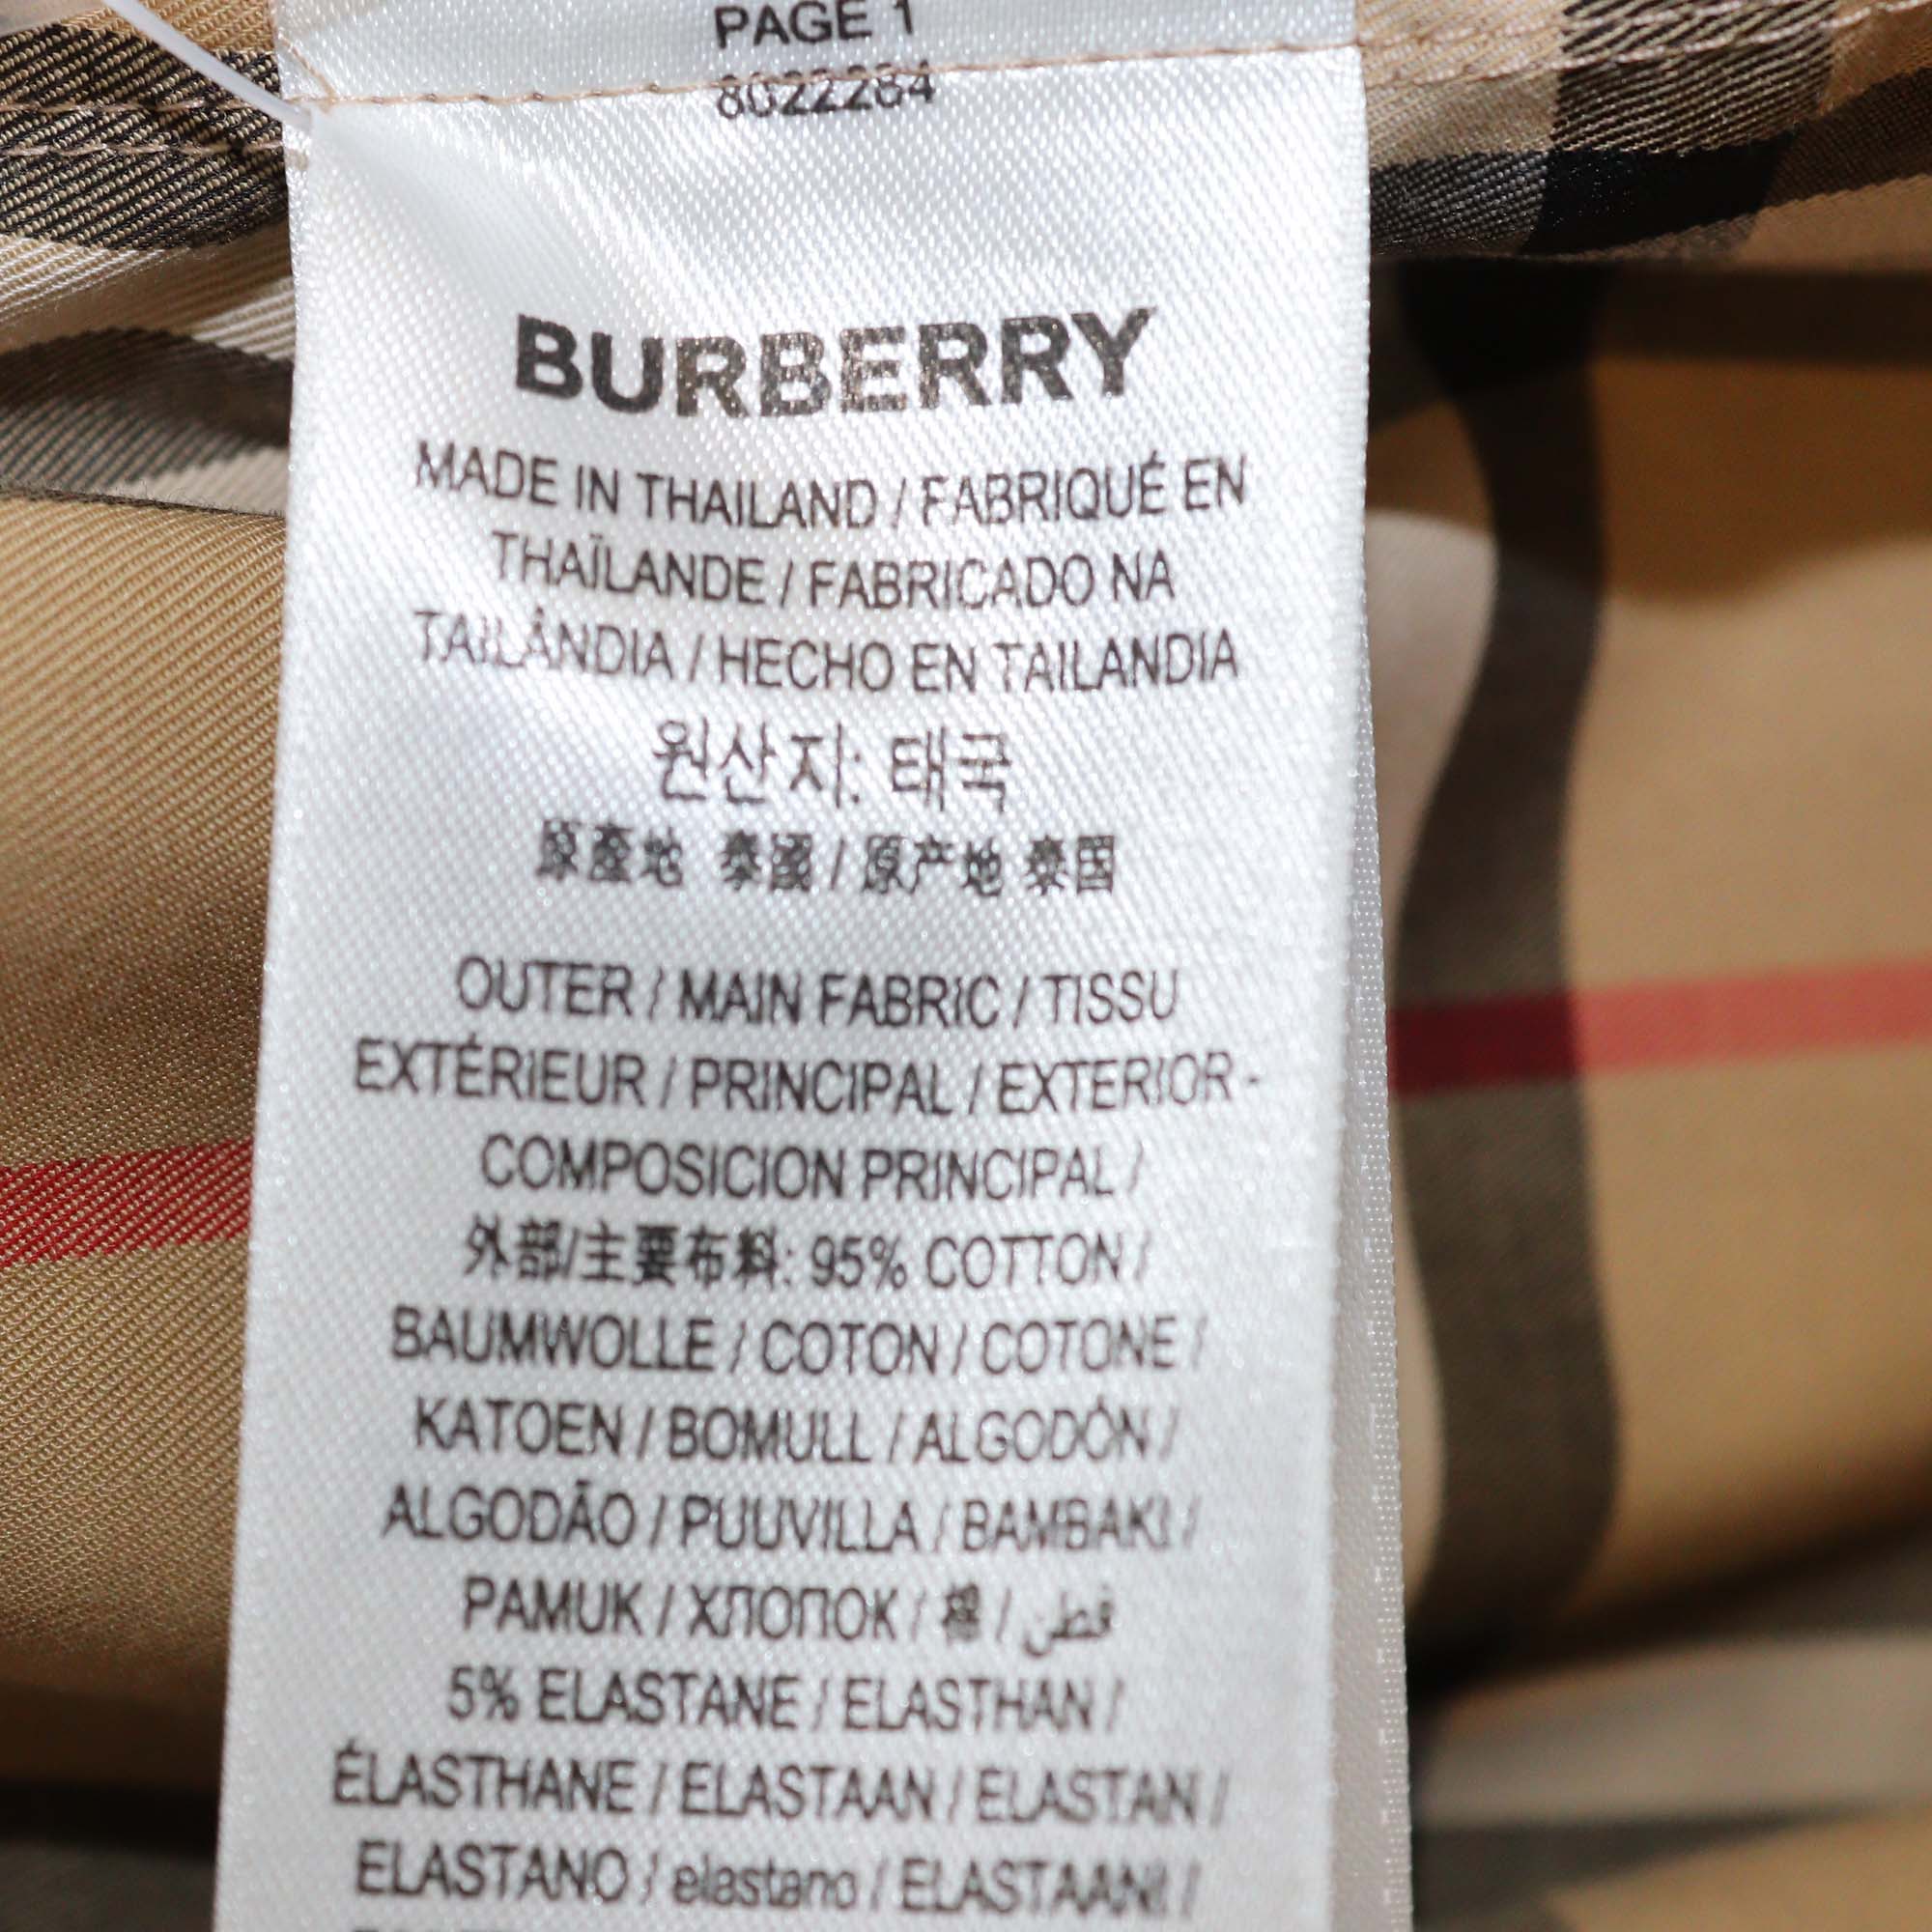 PAGE 1
8022284
BURBERRY
MADE IN THAILAND / FABRIQUÉ EN
THAÏLANDE / FABRICADO NA
TAILÂNDIA / HECHO EN TAILANDIA
원산지: 태국
原產地 泰國 / 原产地 泰国
OUTER / MAIN FABRIC / TISSU
EXTÉRIEUR / PRINCIPAL / EXTERIOR -
COMPOSICION PRINCIPAL /
外部/主要布料: 95% COTTON /
BAUMWOLLE / COTON / COTONE /
KATOEN / BOMULL / ALGODÓN /
ALGODÃO / PUUVILLA / BAMBAKI /
PAMUK / ХЛОПОК / 棉 / قطن
5% ELASTANE / ELASTHAN /
ÉLASTHANE / ELASTAAN / ELASTAN /
ELASTANO / elastano / ELASTAANI /